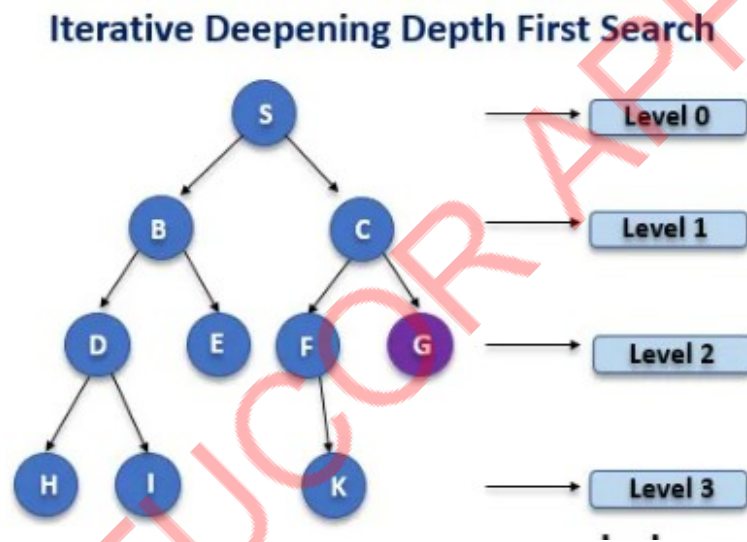 Iterative Deepening Depth First Search
S
Level 0
B
C
Level 1
D
E
F
G
Level 2
H
I
K
Level 3